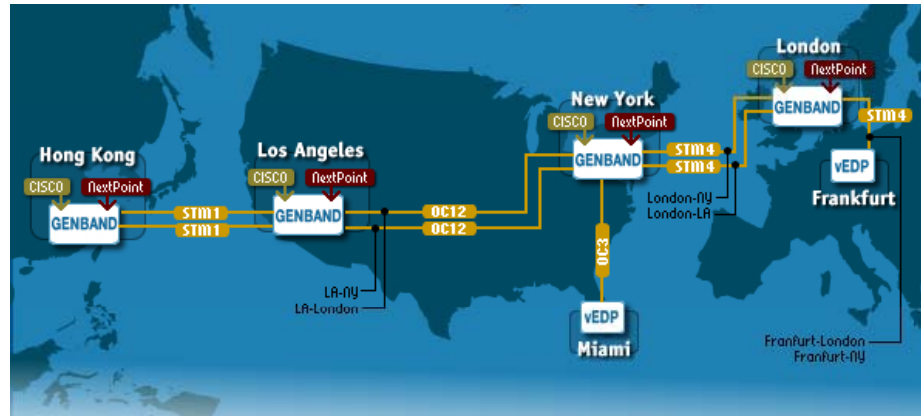 London
CISCO
NextPoint
GENBAND
STM4
vEDP
Frankfurt
New York
CISCO
NextPoint
GENBAND
STM4
STM4
London-NY
London-LA
Los Angeles
CISCO
NextPoint
GENBAND
OC12
OC12
LA-NY
LA-London
Hong Kong
CISCO
NextPoint
GENBAND
STM1
STM1
OC3
vEDP
Miami
Franfurt-London
Franfurt-NY